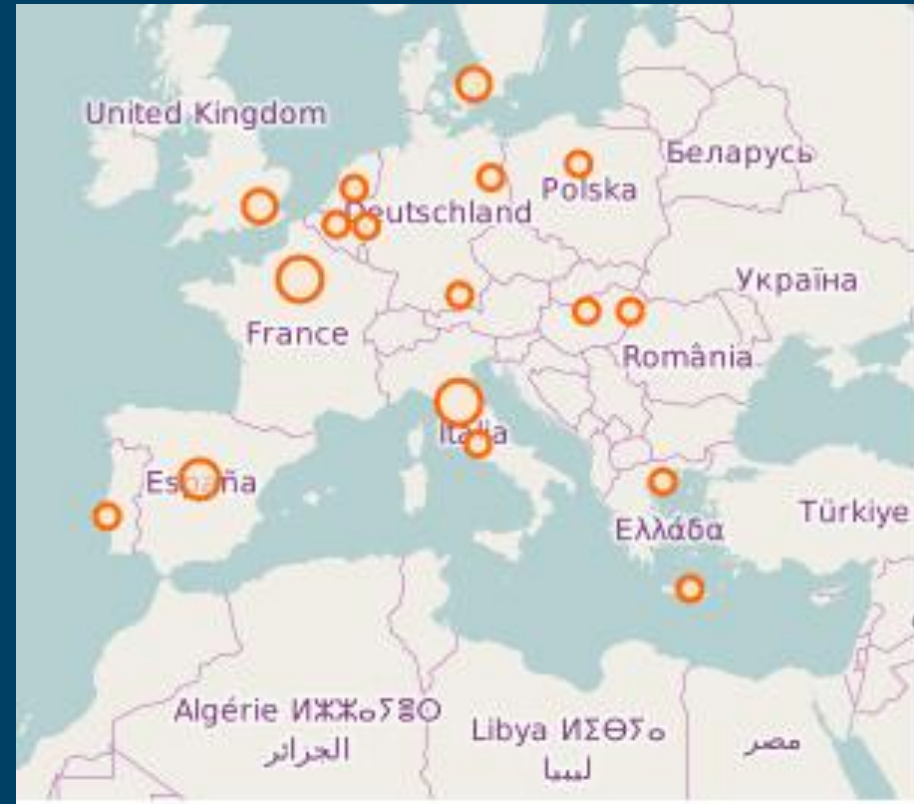 United Kingdom
Беларусь
Polska
Deutschland
Україна
France
România
Italia
España
Türkiye
Ελλάδα
Algérie ⵍⵣⵣⴰⵢⴻⵔ
الجزائر
Libya ⵍⵉⴱⵢⴰ
ليبيا
مصر